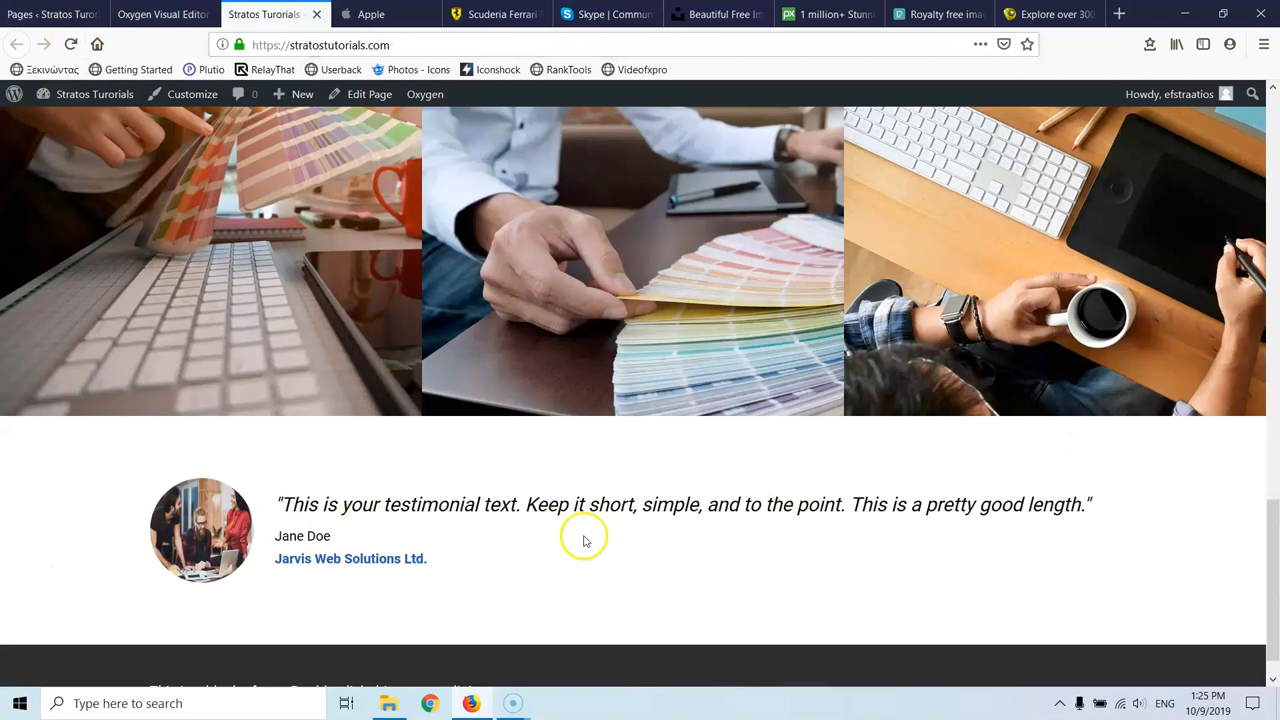 Pages ‹ Stratos Turori
Oxygen Visual Editor
Stratos Turorials -
Apple
Scuderia Ferrari
Skype | Commun
Beautiful Free Im
1 million+ Stunn
Royalty free ima
Explore over 300
https://stratostutorials.com
Ξεκινώντας
Getting Started
Plutio
RelayThat
Userback
Photos - Icons
Iconshock
RankTools
Videofxpro
Stratos Turorials
Customize
0
New
Edit Page
Oxygen
Howdy, efstraatios
"This is your testimonial text. Keep it short, simple, and to the point. This is a pretty good length."
Jane Doe
Jarvis Web Solutions Ltd.
Type here to search
ENG
1:25 PM
10/9/2019